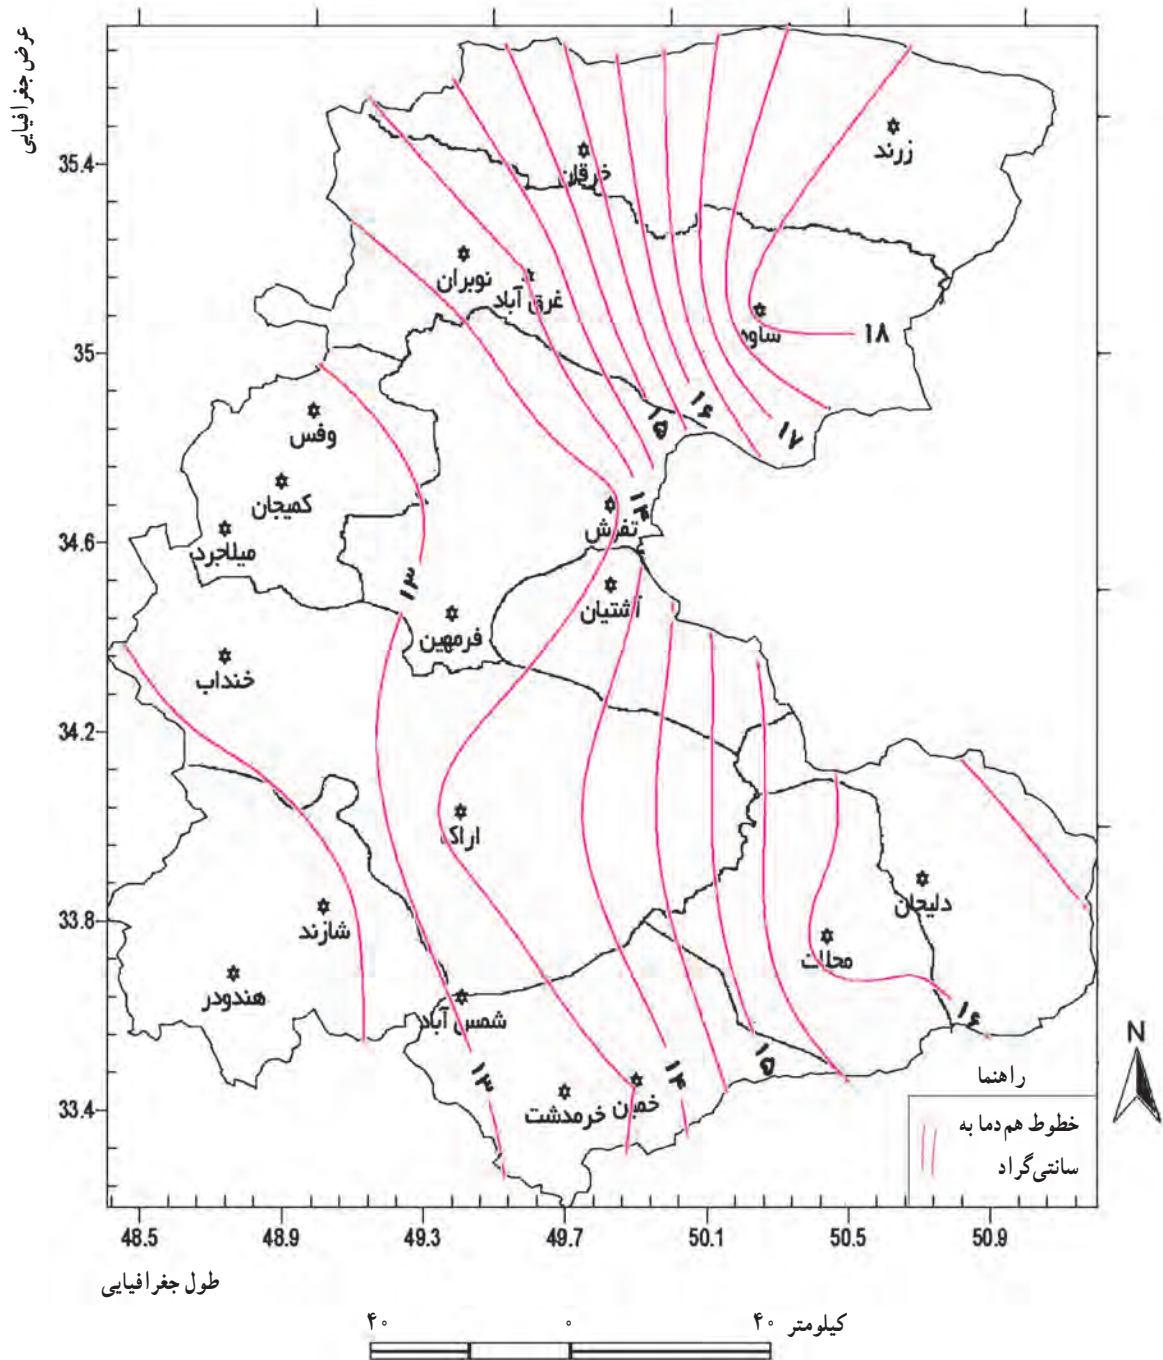 عرض جغرافیایی
35.4
35
34.6
34.2
33.8
33.4
زرند
خرقان
نوبران
غرق آباد
ساوه
۱۸
۱۶
۱۵
۱۷
وفس
کمیجان
۱۴
تفرش
میلاجرد
۱۳
آشتیان
فرمهین
خنداب
اراک
دلیجان
شازند
محلات
هندودر
شمس آباد
۱۶
۱۵
۱۴
۱۳
خمین
خرمدشت
N
راهنما
خطوط هم‌دما به
سانتی‌گراد
48.5 48.9 49.3 49.7 50.1 50.5 50.9
طول جغرافیایی
۴۰ ۰ ۴۰ کیلومتر